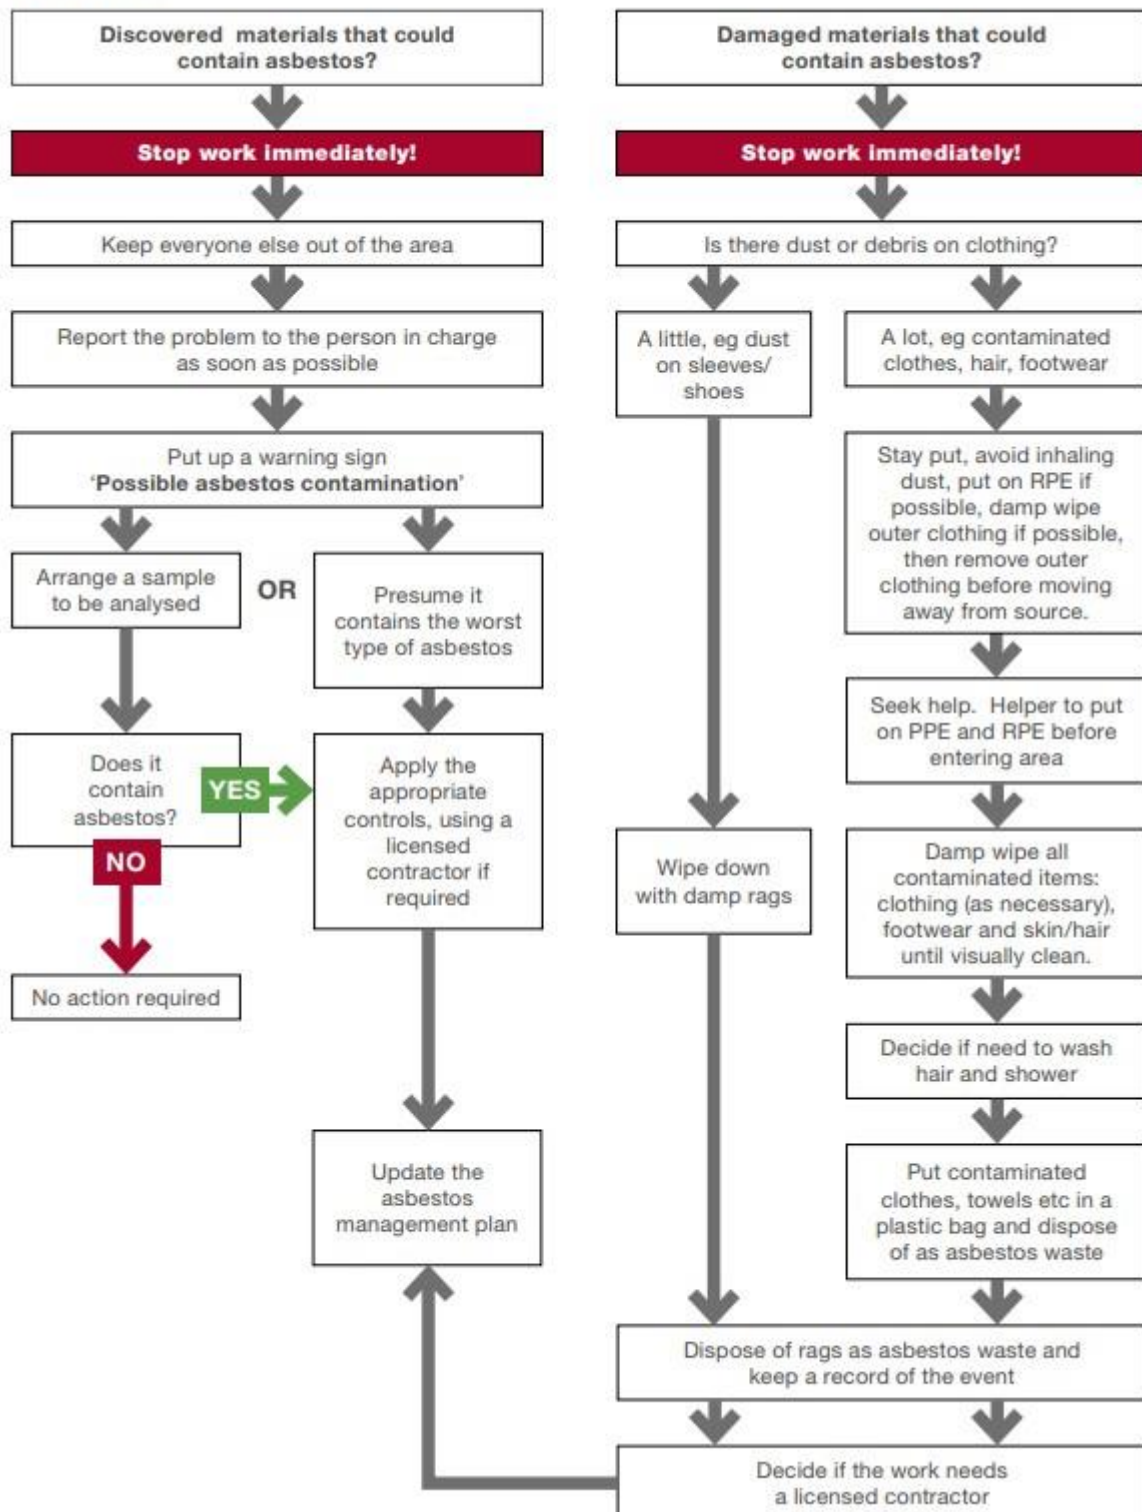 Discovered materials that could
contain asbestos?
Stop work immediately!
Keep everyone else out of the area
Report the problem to the person in charge
as soon as possible
Put up a warning sign
‘Possible asbestos contamination’
Arrange a sample
to be analysed
OR
Presume it
contains the worst
type of asbestos
Does it
contain
asbestos?
YES
NO
No action required
Apply the
appropriate
controls, using a
licensed
contractor if
required
Update the
asbestos
management plan
Damaged materials that could
contain asbestos?
Stop work immediately!
Is there dust or debris on clothing?
A little, eg dust
on sleeves/
shoes
Wipe down
with damp rags
A lot, eg contaminated
clothes, hair, footwear
Stay put, avoid inhaling
dust, put on RPE if
possible, damp wipe
outer clothing if possible,
then remove outer
clothing before moving
away from source.
Seek help. Helper to put
on PPE and RPE before
entering area
Damp wipe all
contaminated items:
clothing (as necessary),
footwear and skin/hair
until visually clean.
Decide if need to wash
hair and shower
Put contaminated
clothes, towels etc in a
plastic bag and dispose
of as asbestos waste
Dispose of rags as asbestos waste and
keep a record of the event
Decide if the work needs
a licensed contractor